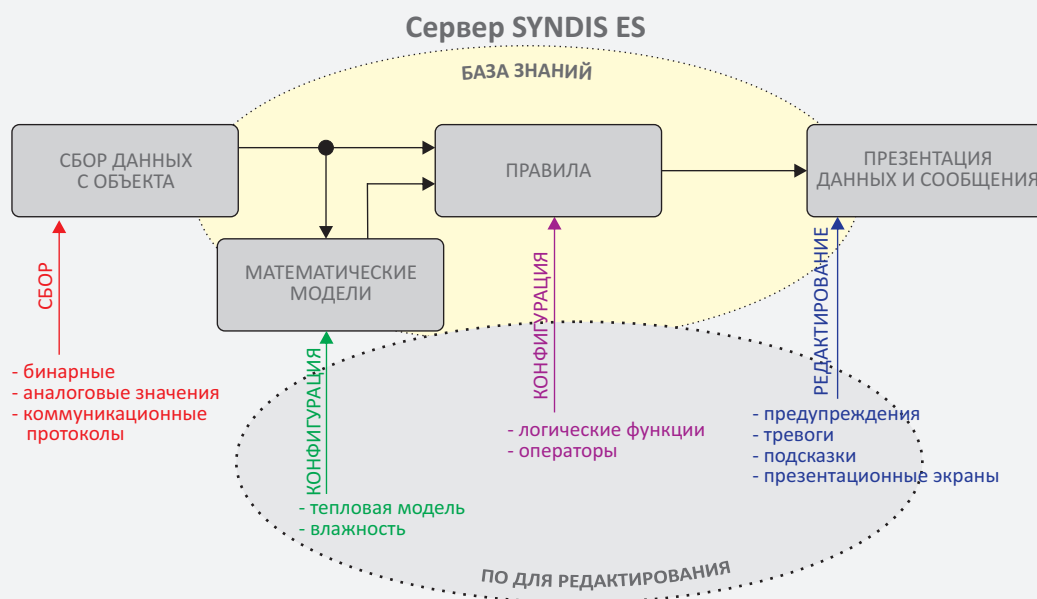 Сервер SYNDIS ES
БАЗА ЗНАНИЙ
СБОР ДАННЫХ
С ОБЪЕКТА
ПРАВИЛА
ПРЕЗЕНТАЦИЯ
ДАННЫХ И СООБЩЕНИЯ
МАТЕМАТИЧЕСКИЕ
МОДЕЛИ
СБОР
- бинарные
- аналоговые значения
- коммуникационные
протоколы
КОНФИГУРАЦИЯ
- тепловая модель
- влажность
КОНФИГУРАЦИЯ
- логические функции
- операторы
РЕДАКТИРОВАНИЕ
- предупреждения
- тревоги
- подсказки
- презентационные экраны
ПО ДЛЯ РЕДАКТИРОВАНИЯ